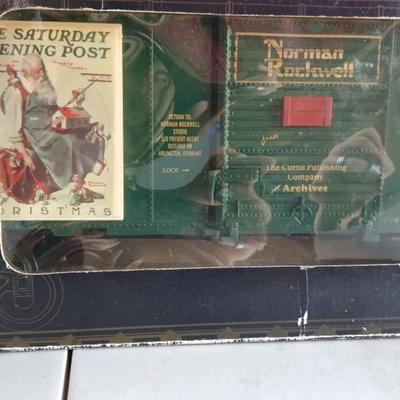 E SATURDAY
ENING POST
CHRISTMAS
RETURN TO:
NORMAN ROCKWELL
STUDIO
C/O FREIGHT AGENT
RUTLAND RR
ARLINGTON, VERMONT
LOCK →
Norman
Rockwell
The Curtis Publishing
Company
Archives